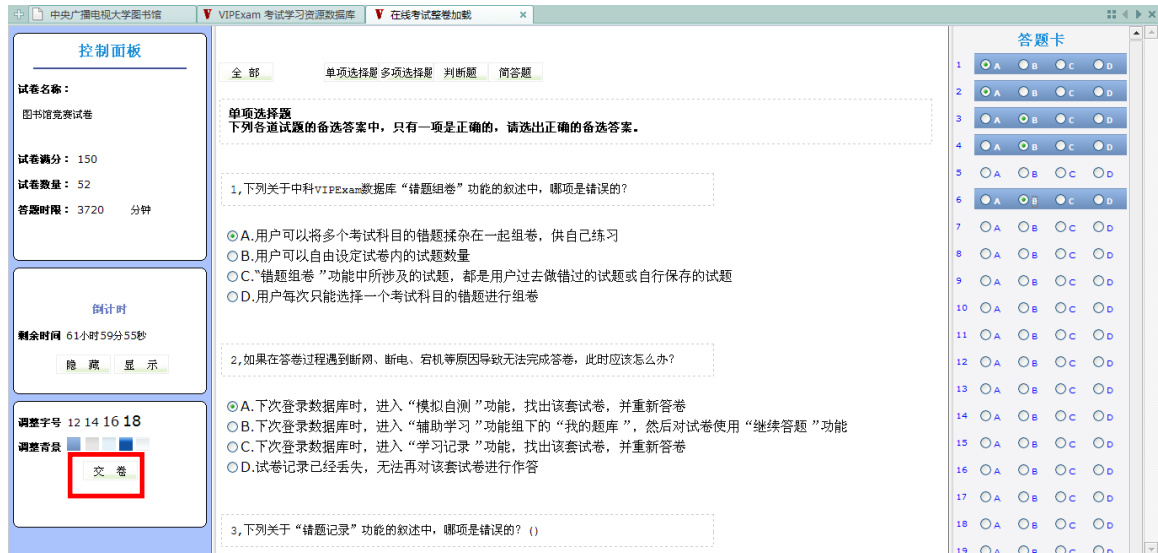 中央广播电视大学图书馆
VIPExam 考试学习资源数据库
在线考试整卷加载
控制面板
试卷名称：
图书馆竞赛试卷
试卷满分： 150
试卷数量： 52
答题时限： 3720 分钟
倒计时
剩余时间 61小时59分55秒
隐 藏 显 示
调整字号 12 14 16 18
调整背景
交 卷
全 部 单项选择题 多项选择题 判断题 简答题
单项选择题
下列各道试题的备选答案中，只有一项是正确的，请选出正确的备选答案。
1,下列关于中科VIPExam数据库“错题组卷”功能的叙述中，哪项是错误的？
A.用户可以将多个考试科目的错题揉杂在一起组卷，供自己练习
B.用户可以自由设定试卷内的试题数量
C.“错题组卷 ”功能中所涉及的试题，都是用户过去做错过的试题或自行保存的试题
D.用户每次只能选择一个考试科目的错题进行组卷
2,如果在答卷过程遇到断网、断电、宕机等原因导致无法完成答卷，此时应该怎么办？
A.下次登录数据库时，进入“模拟自测 ”功能，找出该套试卷，并重新答卷
B.下次登录数据库时，进入“辅助学习 ”功能组下的“我的题库 ”，然后对试卷使用“继续答题 ”功能
C.下次登录数据库时，进入“学习记录 ”功能，找出该套试卷，并重新答卷
D.试卷记录已经丢失，无法再对该套试卷进行作答
3,下列关于“错题记录”功能的叙述中，哪项是错误的？ ()
答题卡
1 A B C D
2 A B C D
3 A B C D
4 A B C D
5 A B C D
6 A B C D
7 A B C D
8 A B C D
9 A B C D
10 A B C D
11 A B C D
12 A B C D
13 A B C D
14 A B C D
15 A B C D
16 A B C D
17 A B C D
18 A B C D
19 A B C D